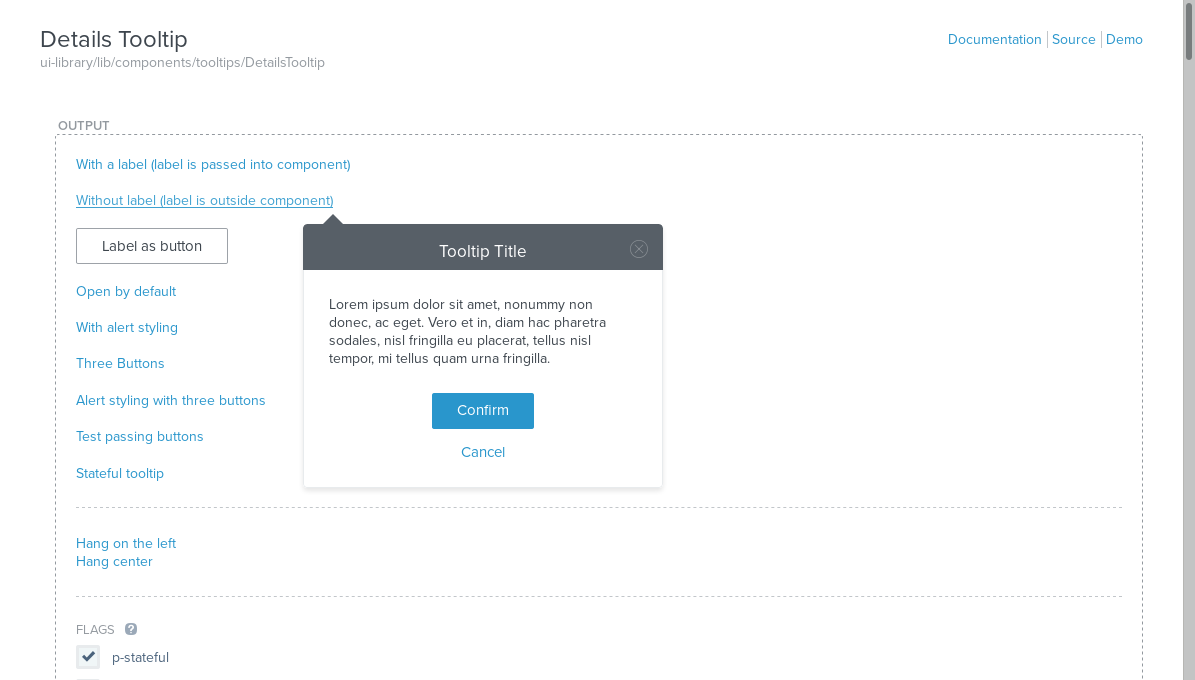 Details Tooltip
Documentation
Source
Demo
ui-library/lib/components/tooltips/DetailsTooltip
OUTPUT
With a label (label is passed into component)
Without label (label is outside component)
Label as button
Tooltip Title
Lorem ipsum dolor sit amet, nonummy non
donec, ac eget. Vero et in, diam hac pharetra
sodales, nisl fringilla eu placerat, tellus nisl
tempor, mi tellus quam urna fringilla.
Confirm
Cancel
Open by default
With alert styling
Three Buttons
Alert styling with three buttons
Test passing buttons
Stateful tooltip
Hang on the left
Hang center
FLAGS ?
p-stateful